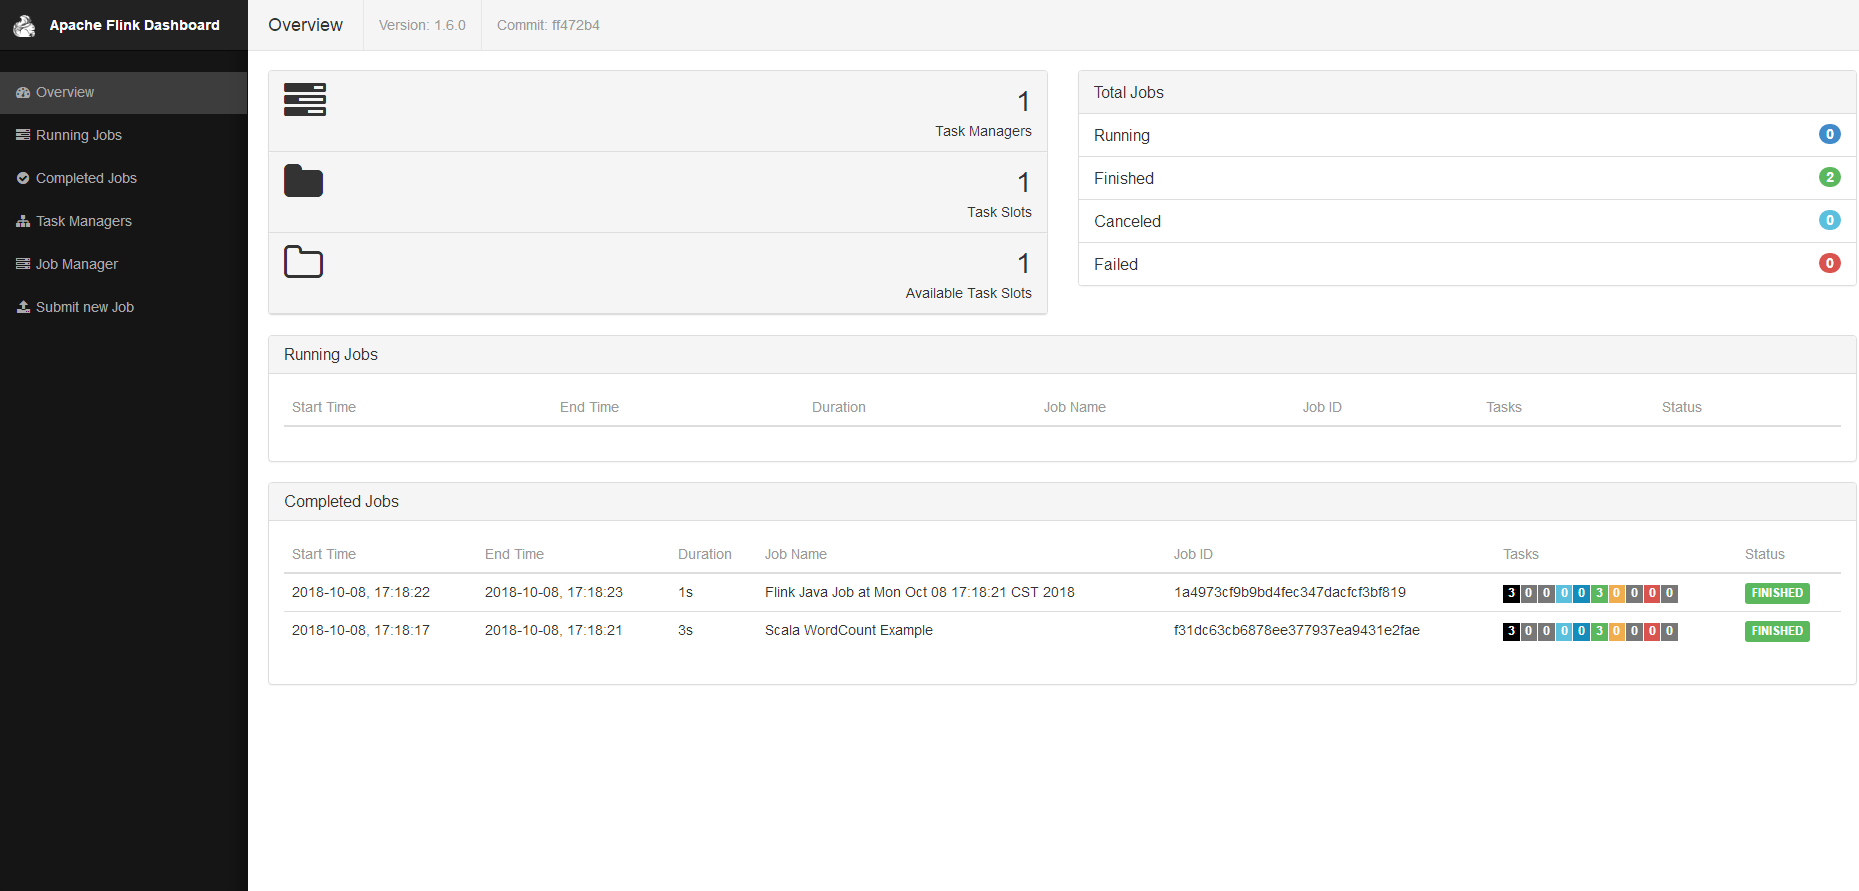 Apache Flink Dashboard
Overview
Version: 1.6.0
Commit: ff472b4
Overview
Running Jobs
Completed Jobs
Task Managers
Job Manager
Submit new Job
1
Task Managers
1
Task Slots
1
Available Task Slots
Total Jobs
Running 0
Finished 2
Canceled 0
Failed 0
Running Jobs
Start Time End Time Duration Job Name Job ID Tasks Status
Completed Jobs
Start Time End Time Duration Job Name Job ID Tasks Status
2018-10-08, 17:18:22 2018-10-08, 17:18:23 1s Flink Java Job at Mon Oct 08 17:18:21 CST 2018 1a4973cf9b9bd4fec347dacfcf3bf819 3 0 0 0 0 3 0 0 0 0 FINISHED
2018-10-08, 17:18:17 2018-10-08, 17:18:21 3s Scala WordCount Example f31dc63cb6878ee377937ea9431e2fae 3 0 0 0 0 3 0 0 0 0 FINISHED